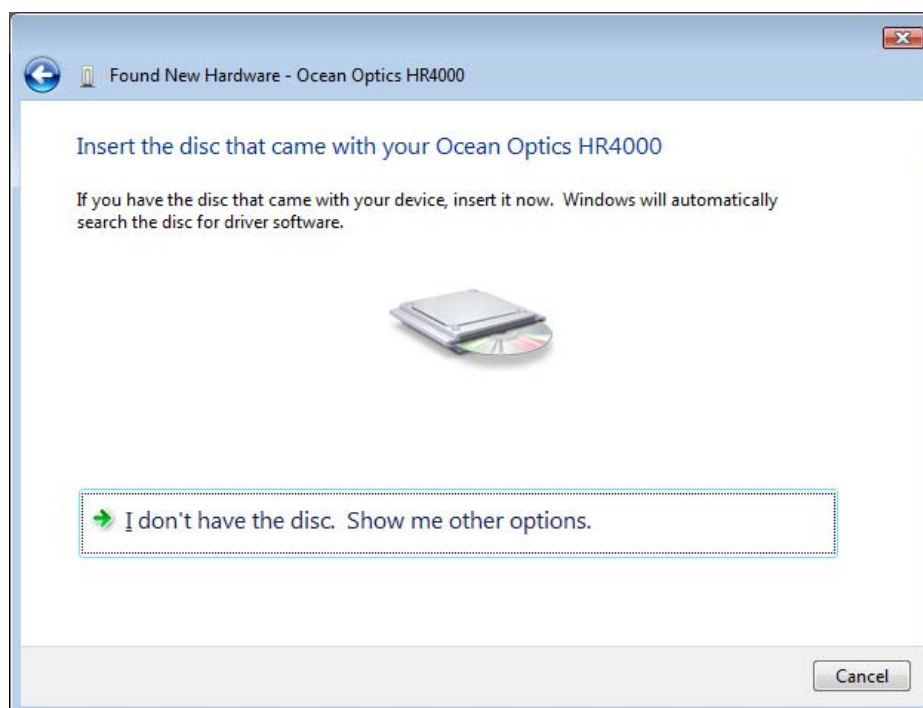 Found New Hardware - Ocean Optics HR4000
Insert the disc that came with your Ocean Optics HR4000
If you have the disc that came with your device, insert it now.  Windows will automatically
search the disc for driver software.
I don't have the disc.  Show me other options.
Cancel